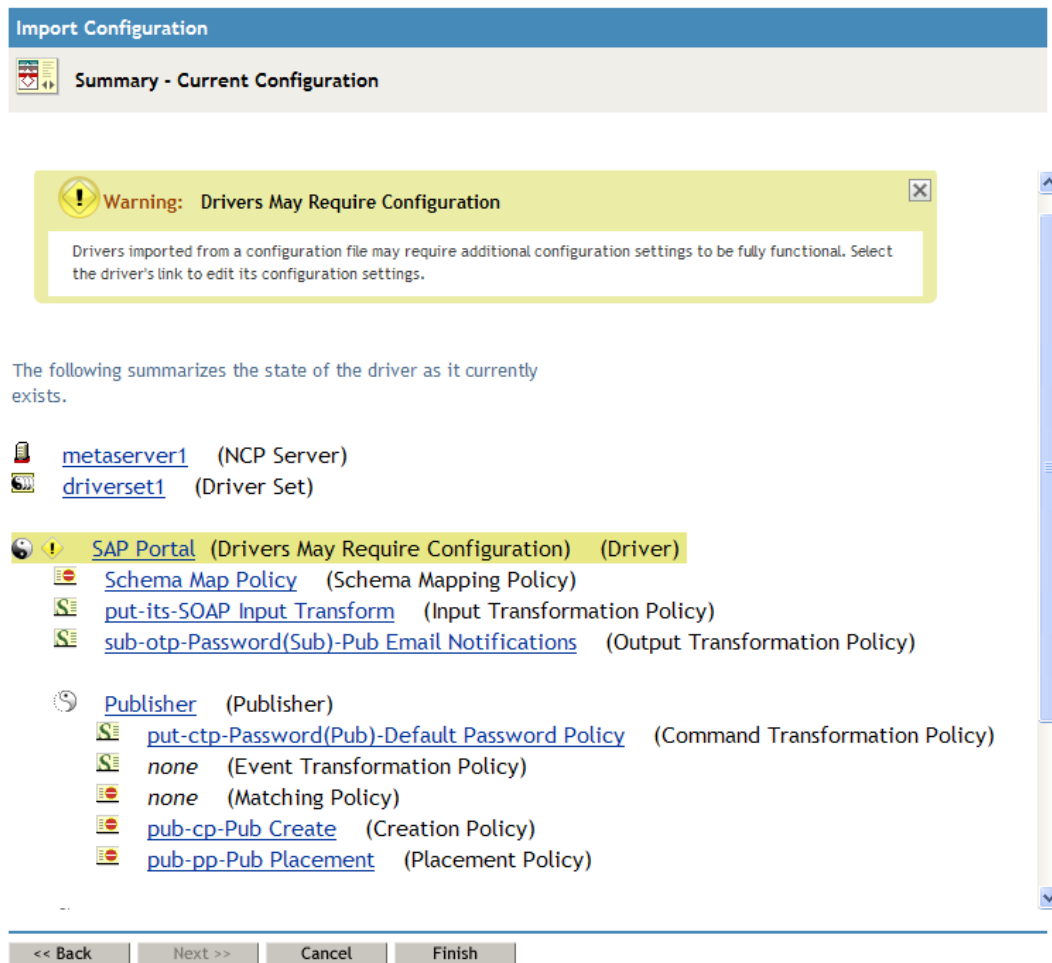 Import Configuration
Summary - Current Configuration
Warning: Drivers May Require Configuration
Drivers imported from a configuration file may require additional configuration settings to be fully functional. Select
the driver's link to edit its configuration settings.
The following summarizes the state of the driver as it currently
exists.
metaserver1 (NCP Server)
driverset1 (Driver Set)
SAP Portal (Drivers May Require Configuration) (Driver)
Schema Map Policy (Schema Mapping Policy)
put-its-SOAP Input Transform (Input Transformation Policy)
sub-otp-Password(Sub)-Pub Email Notifications (Output Transformation Policy)
Publisher (Publisher)
put-ctp-Password(Pub)-Default Password Policy (Command Transformation Policy)
none (Event Transformation Policy)
none (Matching Policy)
pub-cp-Pub Create (Creation Policy)
pub-pp-Pub Placement (Placement Policy)
<< Back Next >> Cancel Finish